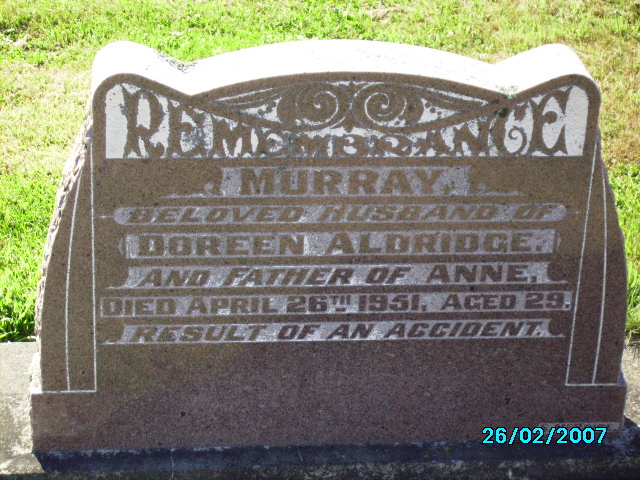 REMEMBRANCE
MURRAY.
BELOVED HUSBAND OF
DOREEN ALDRIDGE.
AND FATHER OF ANNE,
DIED APRIL 26TH 1951, AGED 29.
RESULT OF AN ACCIDENT.
26/02/2007